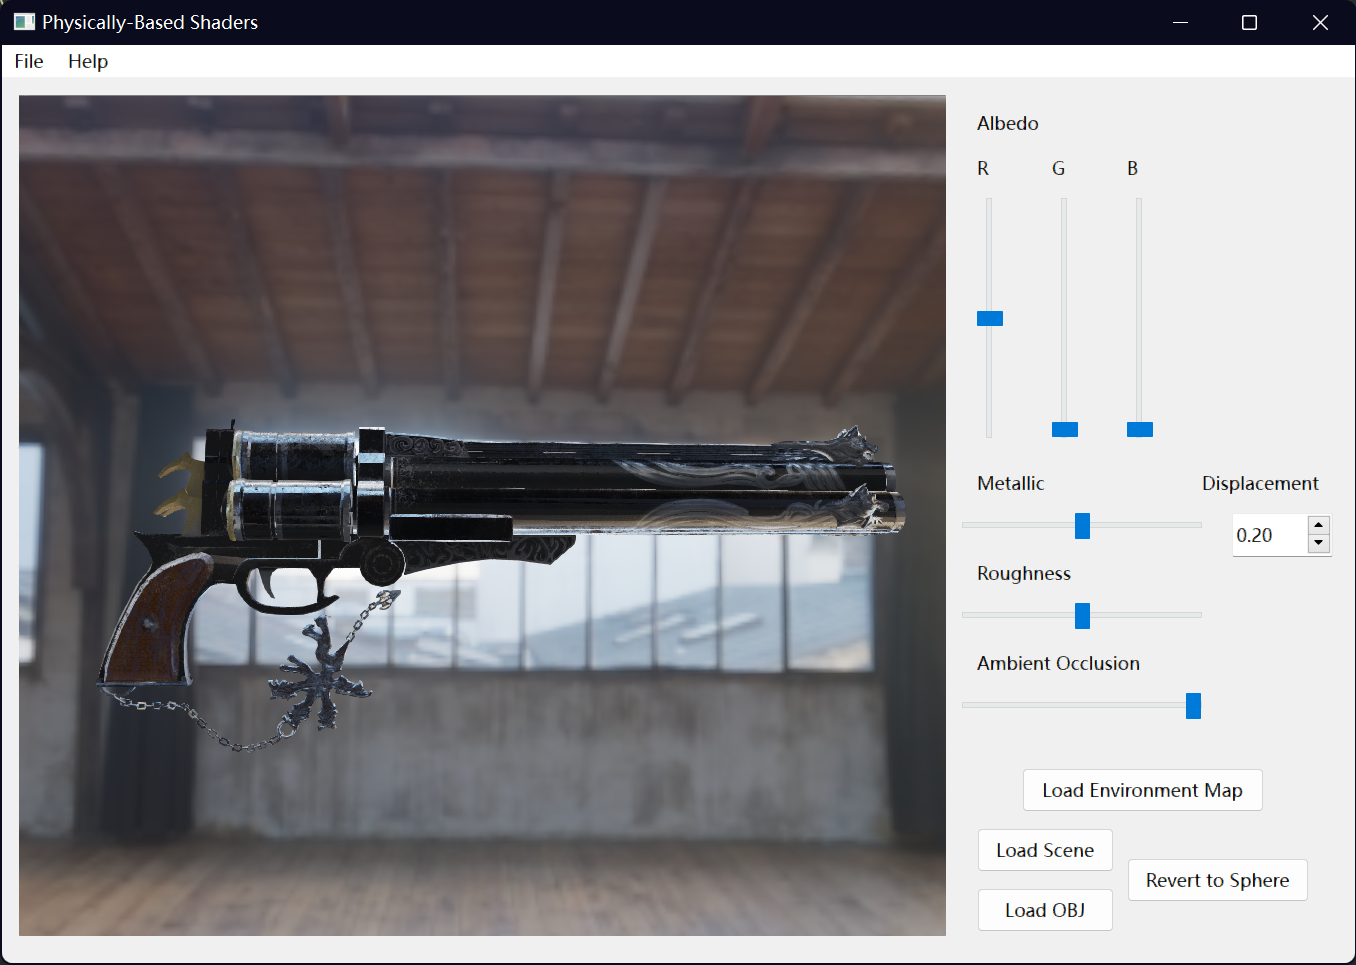 Physically-Based Shaders
File Help
Albedo
R G B
Metallic Displacement
0.20
Roughness
Ambient Occlusion
Load Environment Map
Load Scene
Revert to Sphere
Load OBJ